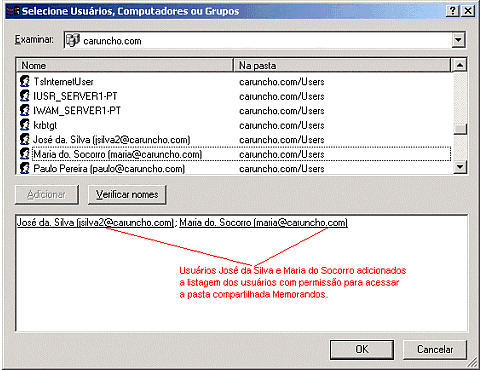 Selecione Usuários, Computadores ou Grupos
Examinar: caruncho.com
Nome Na pasta
TsInternetUser caruncho.com/Users
IUSR_SERVER1-PT caruncho.com/Users
IWAM_SERVER1-PT caruncho.com/Users
krbtgt caruncho.com/Users
José da. Silva (jsilva2@caruncho.com) caruncho.com/Users
Maria do. Socorro (maria@caruncho.com) caruncho.com/Users
Paulo Pereira (paulo@caruncho.com) caruncho.com/Users
Adicionar Verificar nomes
José da. Silva (jsilva2@caruncho.com); Maria do. Socorro (maria@caruncho.com)
Usuários José da Silva e Maria do Socorro adicionados
a listagem dos usuários com permissão para acessar
a pasta compartilhada Memorandos.
OK Cancelar